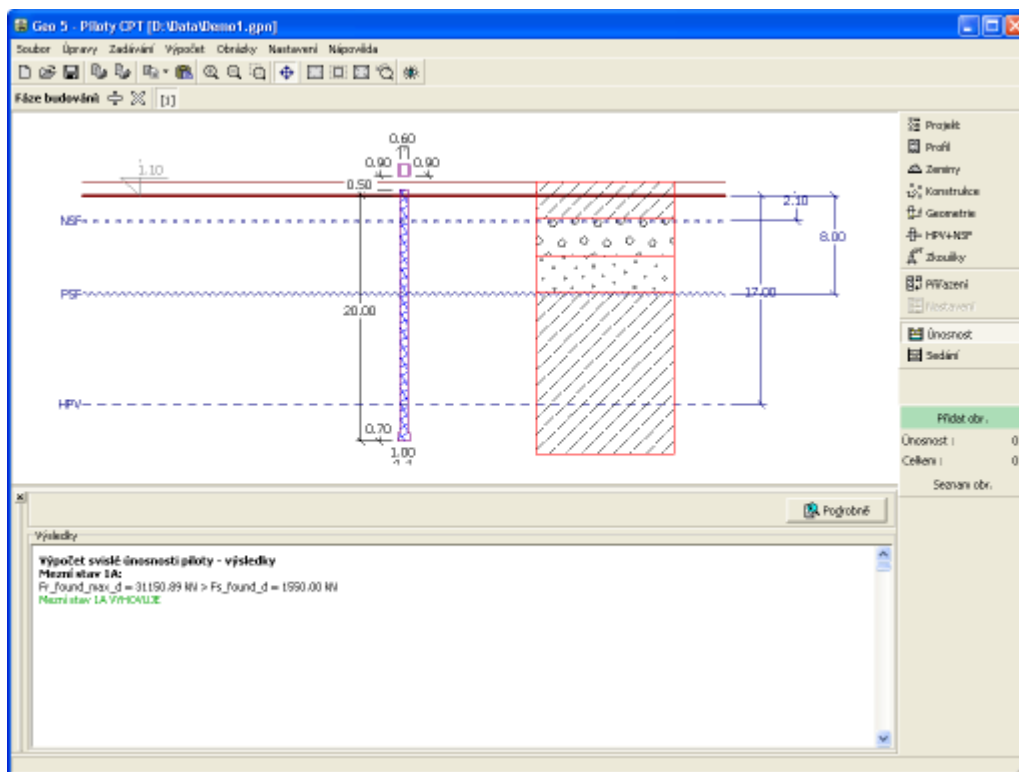 Geo 5 - Piloty CPT [D:\Data\Demo1.gpn]
Soubor Úpravy Zadávání Výpočet Obrázky Nastavení Nápověda
Fáze budování: [1]
0.60
0.90 0.90
1.10
0.50
2.10
NSF
8.00
PSF
17.00
20.00
HPV
0.70
1.00
Projekt
Profil
Zeminy
Konstrukce
Geometrie
HPV+NSF
Zkoušky
Přiřazení
Nastavení
Únosnost
Sedání
Přidat obr.
Únosnost : 0
Celkem : 0
Seznam obr.
Podrobně
Výsledky
Výpočet svislé únosnosti piloty - výsledky
Mezní stav 1A:
Fr_found_max_d = 31150.89 kN > Fs_found_d = 1550.00 kN
Mezní stav 1A VYHOVUJE